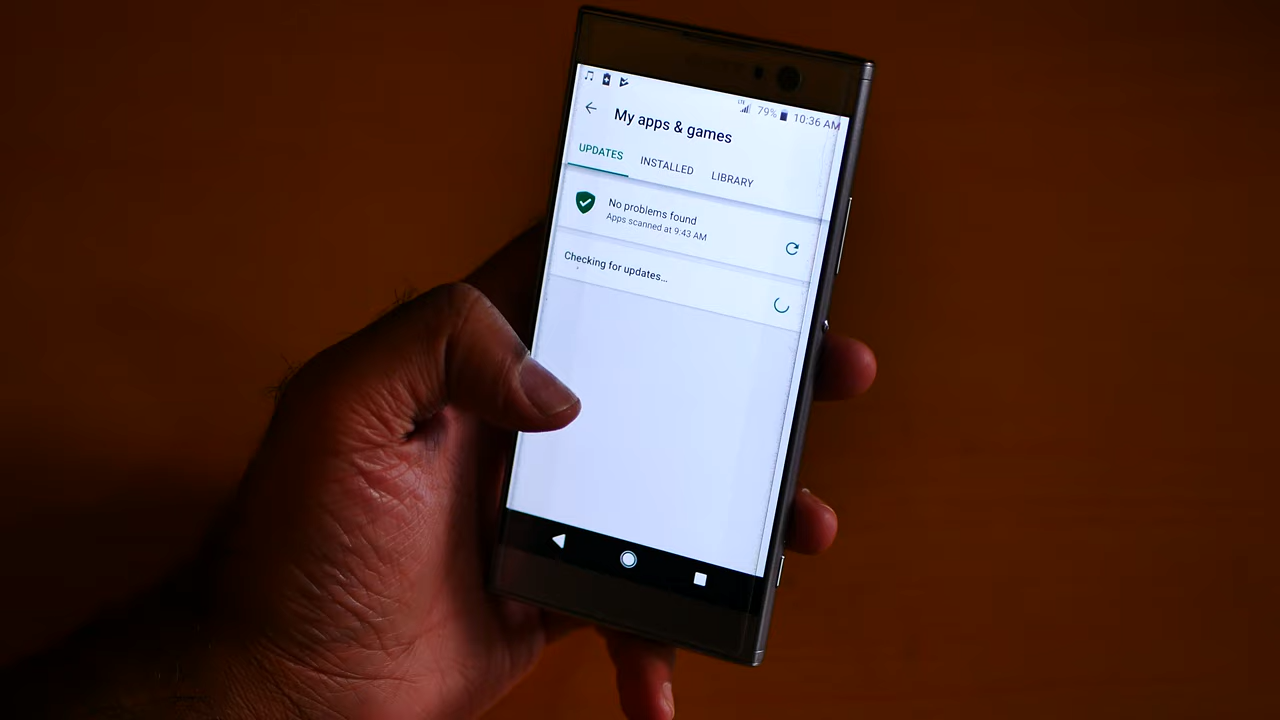 LTE 79% 10:36 AM
My apps & games
UPDATES INSTALLED LIBRARY
No problems found
Apps scanned at 9:43 AM
Checking for updates...